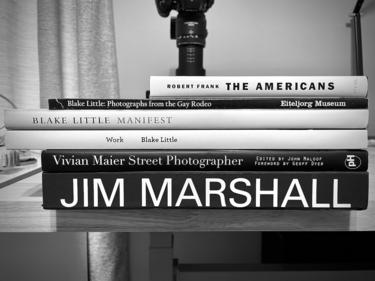 ROBERT FRANK THE AMERICANS
Blake Little: Photographs from the Gay Rodeo Eiteljorg Museum
BLAKE LITTLE MANIFEST
Work Blake Little
Vivian Maier Street Photographer EDITED BY JOHN MALOOF
FOREWORD BY GEOFF DYER
JIM MARSHALL